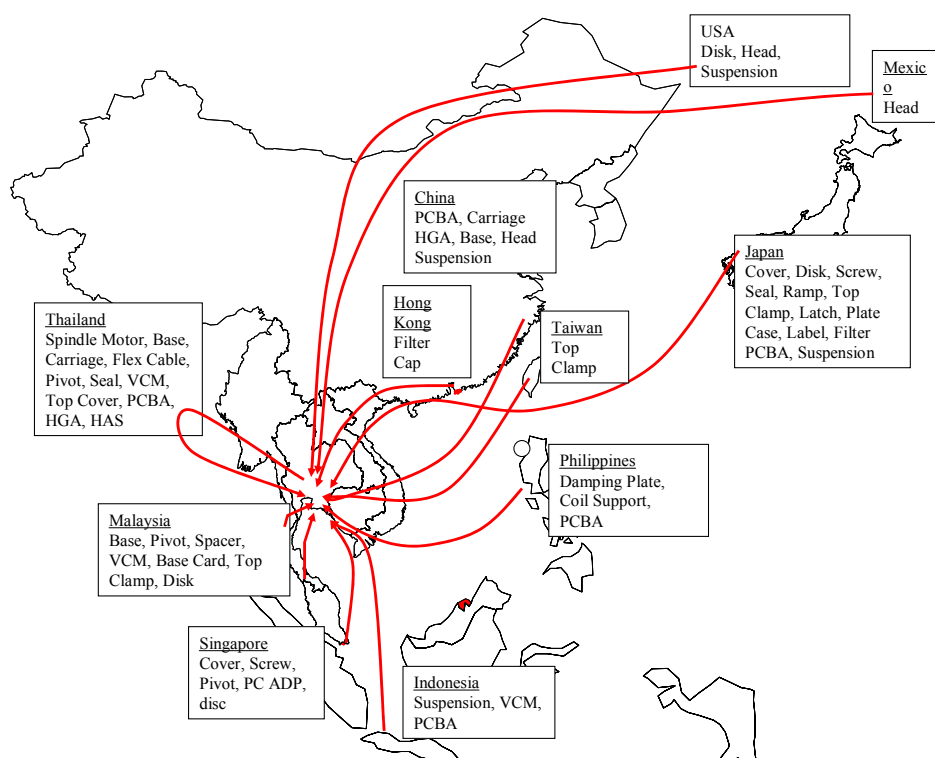 USA
Disk, Head,
Suspension
Mexic
o
Head
China
PCBA, Carriage
HGA, Base, Head
Suspension
Japan
Cover, Disk, Screw,
Seal, Ramp, Top
Clamp, Latch, Plate
Case, Label, Filter
PCBA, Suspension
Hong
Kong
Filter
Cap
Taiwan
Top
Clamp
Thailand
Spindle Motor, Base,
Carriage, Flex Cable,
Pivot, Seal, VCM,
Top Cover, PCBA,
HGA, HAS
Philippines
Damping Plate,
Coil Support,
PCBA
Malaysia
Base, Pivot, Spacer,
VCM, Base Card, Top
Clamp, Disk
Singapore
Cover, Screw,
Pivot, PC ADP,
disc
Indonesia
Suspension, VCM,
PCBA